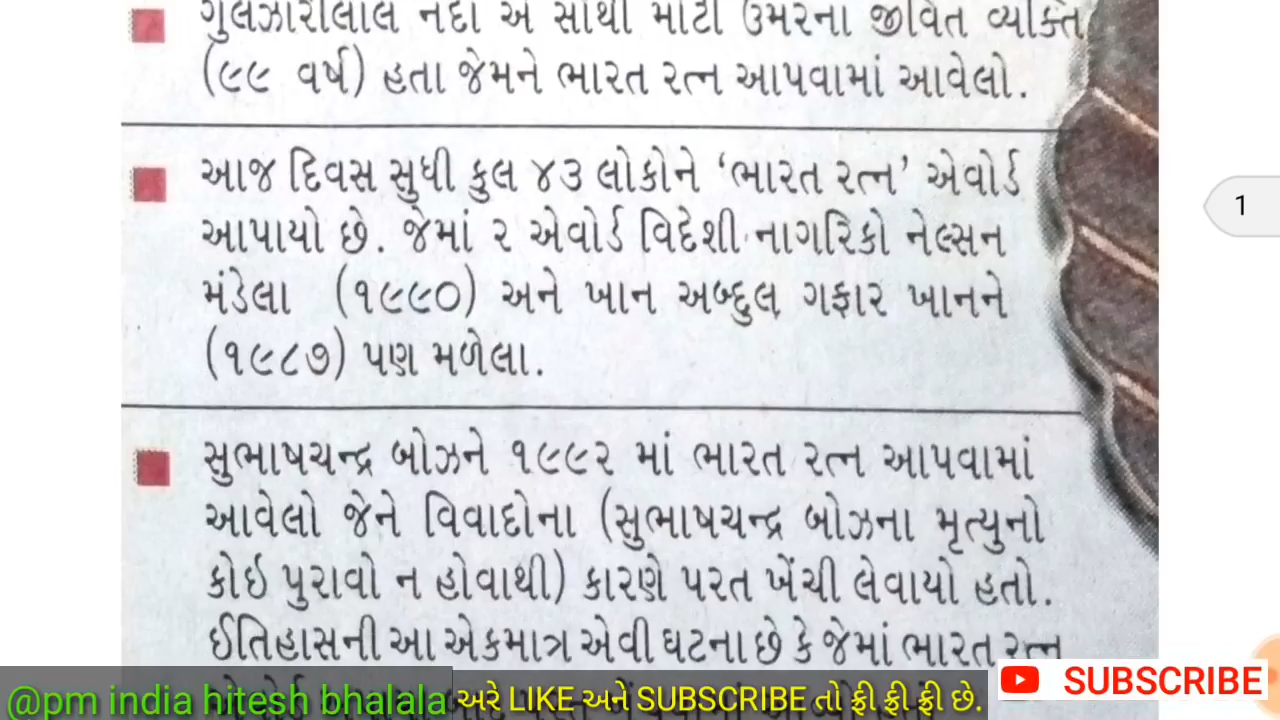 ગુલઝારીલાલ નંદા એ સૌથી મોટી ઉંમરના જીવિત વ્યક્તિ
(૯૯ વર્ષ) હતા જેમને ભારત રત્ન આપવામાં આવેલો.
આજ દિવસ સુધી કુલ ૪૩ લોકોને ‘ભારત રત્ન’ એવોર્ડ
આપાયો છે. જેમાં ૨ એવોર્ડ વિદેશી નાગરિકો નેલ્સન
મંડેલા (૧૯૯૦) અને ખાન અબ્દુલ ગફાર ખાનને
(૧૯૮૭) પણ મળેલા.
1
સુભાષચન્દ્ર બોઝને ૧૯૯૨ માં ભારત રત્ન આપવામાં
આવેલો જેને વિવાદોના (સુભાષચન્દ્ર બોઝના મૃત્યુનો
કોઇ પુરાવો ન હોવાથી) કારણે પરત ખેંચી લેવાયો હતો.
ઈતિહાસની આ એકમાત્ર એવી ઘટના છે કે જેમાં ભારત રત્ન
@pm india hitesh bhalala અરે LIKE અને SUBSCRIBE તો ફ્રી ફ્રી ફ્રી છે.
SUBSCRIBE